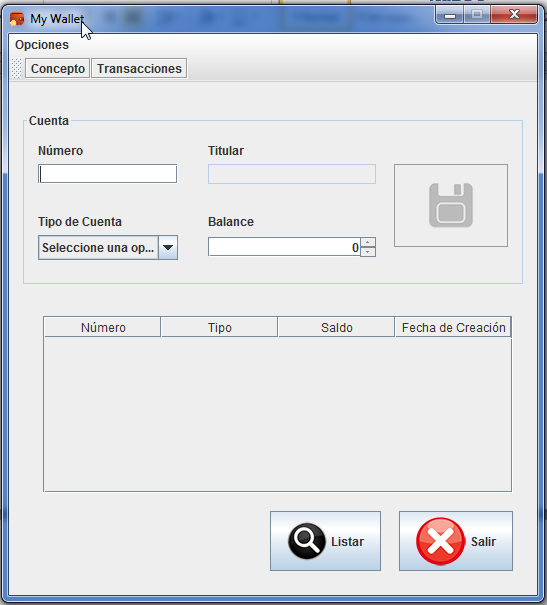 My Wallet
Opciones
Concepto Transacciones
Cuenta
Número Titular
Tipo de Cuenta Balance
Seleccione una op... 0
Número Tipo Saldo Fecha de Creación
Listar Salir